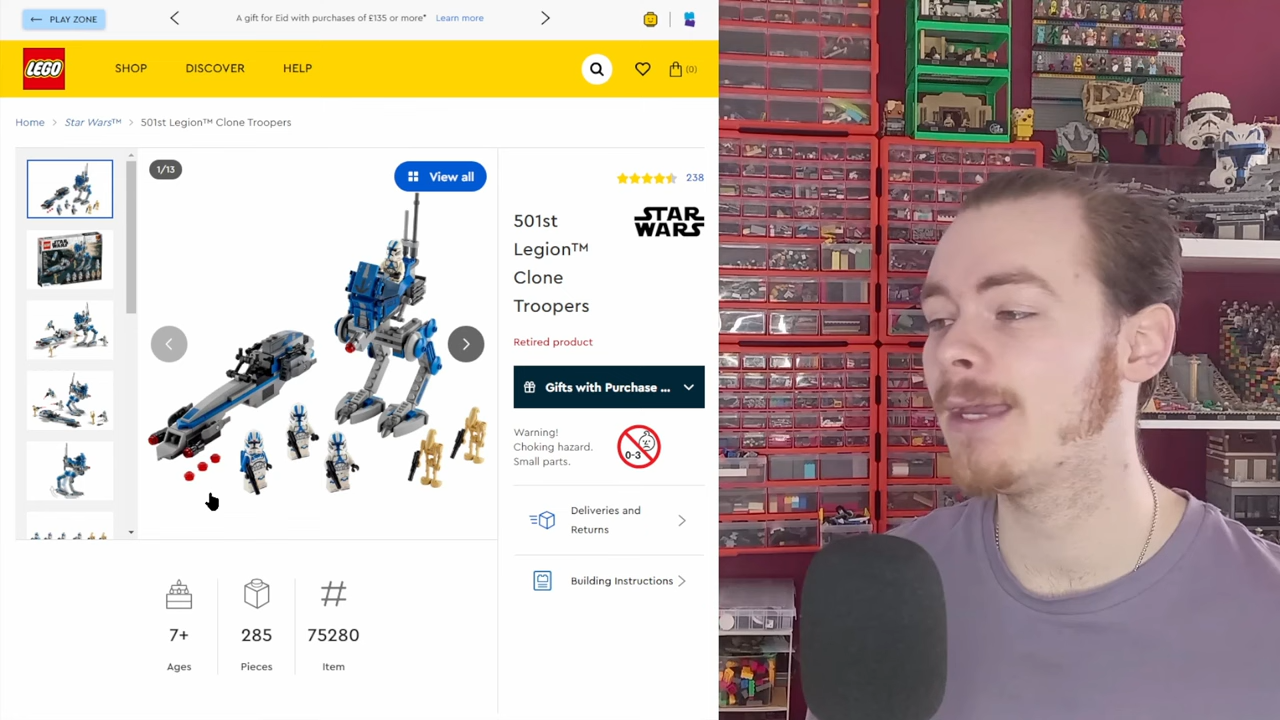 ← PLAY ZONE
A gift for Eid with purchases of £135 or more* Learn more
LEGO
SHOP
DISCOVER
HELP
(0)
Home > Star Wars™ > 501st Legion™ Clone Troopers
1/13
View all
238
501st
Legion™
Clone
Troopers
STAR
WARS
Retired product
Gifts with Purchase ...
Warning!
Choking hazard.
Small parts.
0-3
Deliveries and
Returns
Building Instructions
7+
285
75280
Ages
Pieces
Item